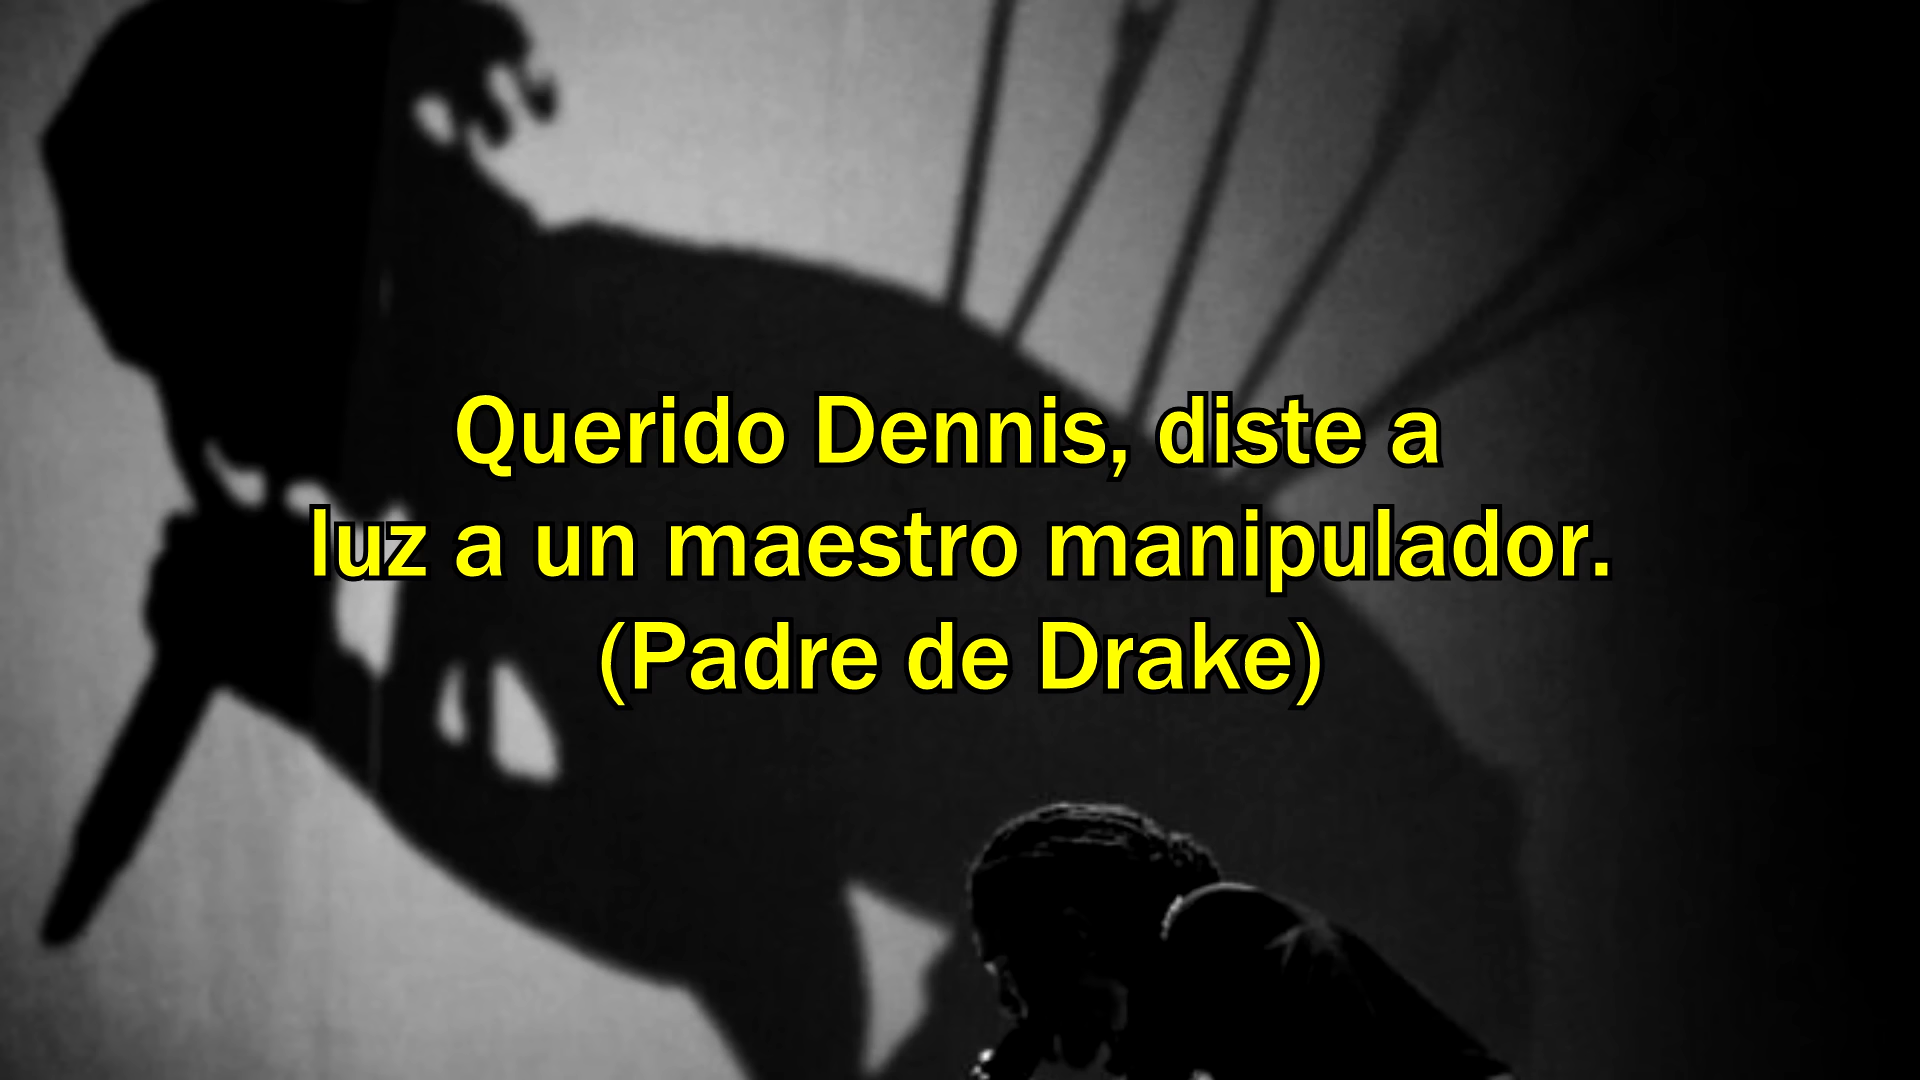 Querido Dennis, diste a
luz a un maestro manipulador.
(Padre de Drake)